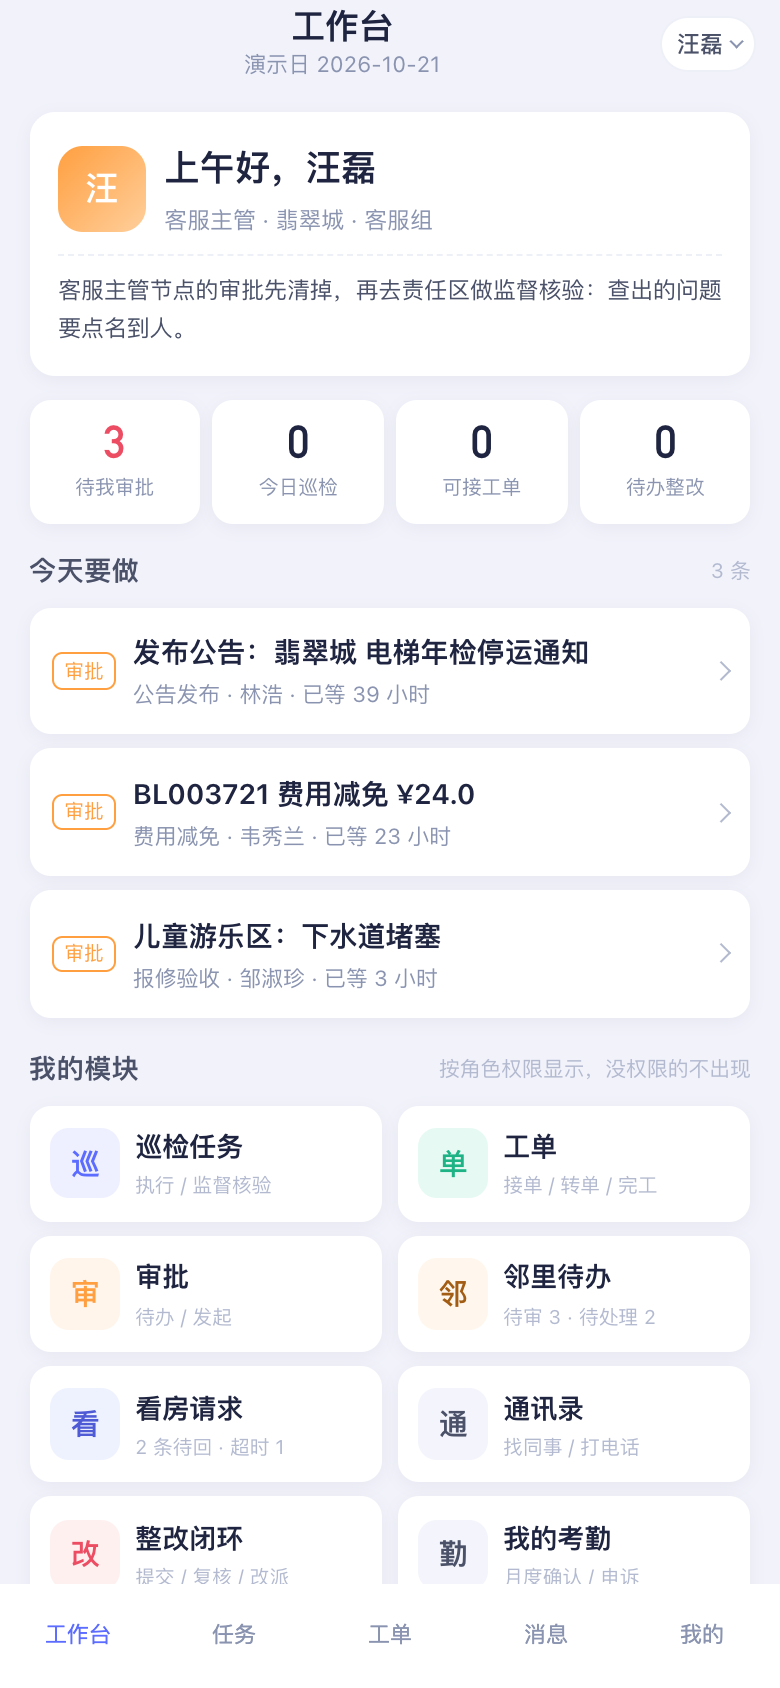 工作台
演示日 2026-10-21
汪磊
汪
上午好，汪磊
客服主管 · 翡翠城 · 客服组
客服主管节点的审批先清掉，再去责任区做监督核验：查出的问题
要点名到人。
3
待我审批
0
今日巡检
0
可接工单
0
待办整改
今天要做
3 条
审批
发布公告：翡翠城 电梯年检停运通知
公告发布 · 林浩 · 已等 39 小时
审批
BL003721 费用减免 ¥24.0
费用减免 · 韦秀兰 · 已等 23 小时
审批
儿童游乐区：下水道堵塞
报修验收 · 邹淑珍 · 已等 3 小时
我的模块
按角色权限显示，没权限的不出现
巡
巡检任务
执行 / 监督核验
单
工单
接单 / 转单 / 完工
审
审批
待办 / 发起
邻
邻里待办
待审 3 · 待处理 2
看
看房请求
2 条待回 · 超时 1
通
通讯录
找同事 / 打电话
改
整改闭环
提交 / 复核 / 改派
勤
我的考勤
月度确认 / 申诉
工作台
任务
工单
消息
我的